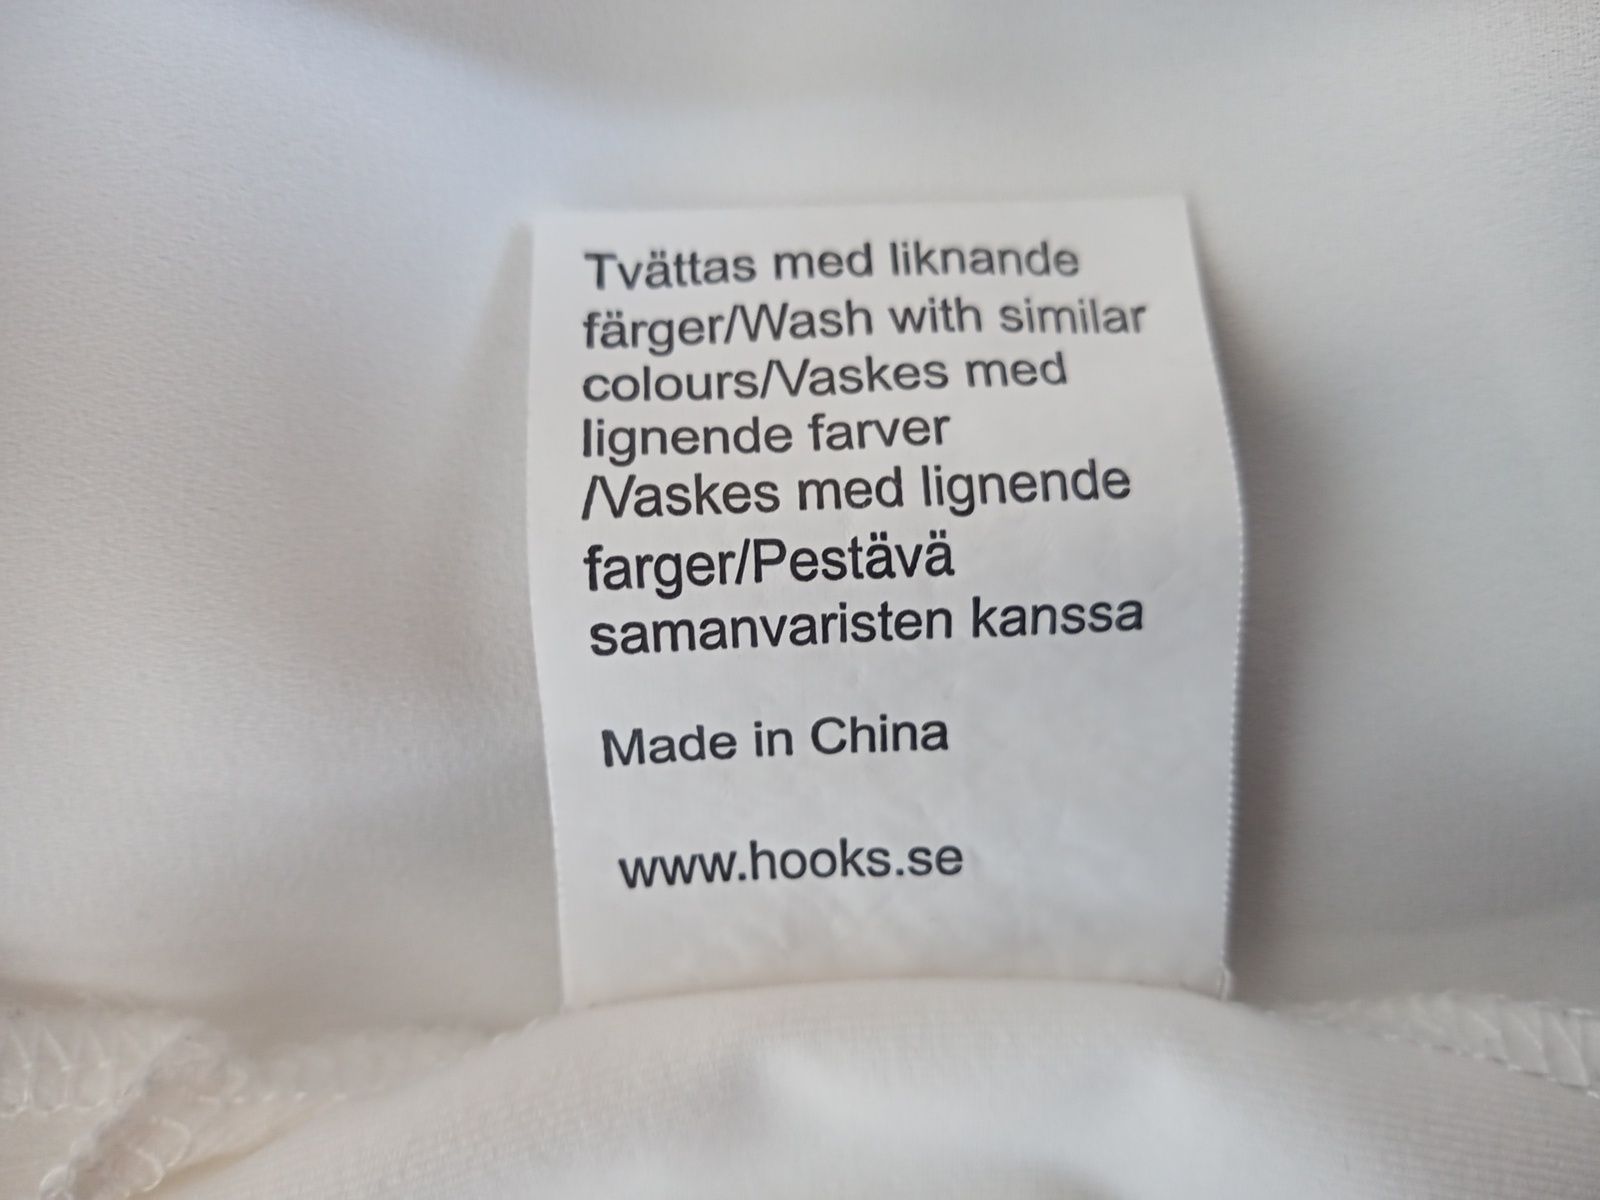 Tvättas med liknande
färger/Wash with similar
colours/Vaskes med
lignende farver
/Vaskes med lignende
farger/Pestävä
samanvaristen kanssa
Made in China
www.hooks.se